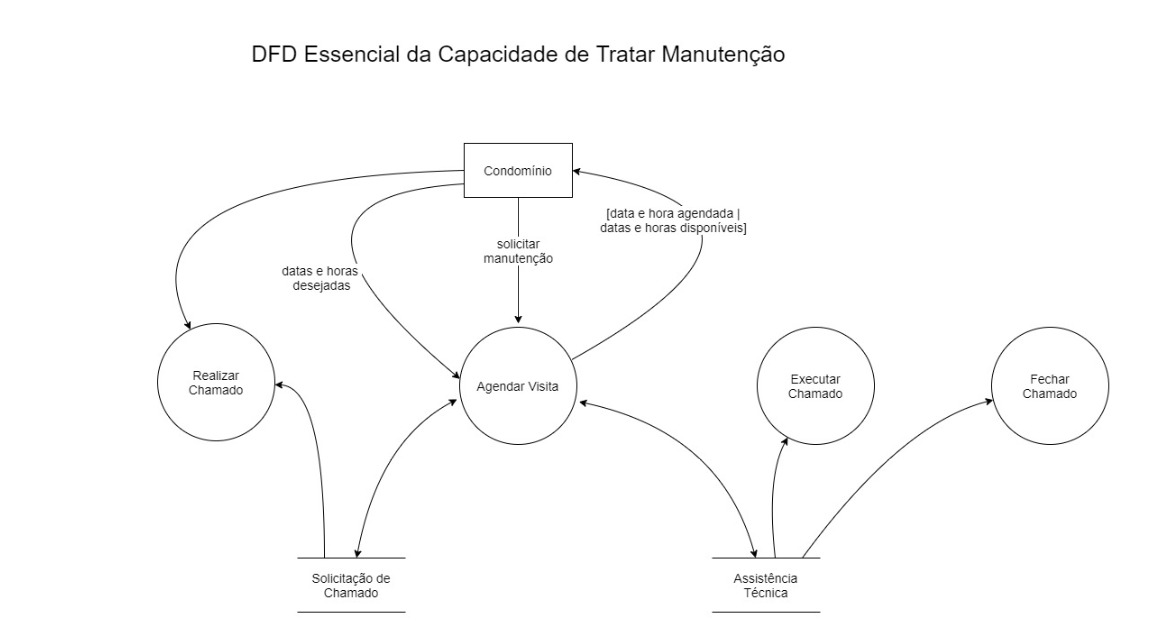 DFD Essencial da Capacidade de Tratar Manutenção
Condomínio
[data e hora agendada |
datas e horas disponíveis]
solicitar
manutenção
datas e horas
desejadas
Realizar
Chamado
Agendar Visita
Executar
Chamado
Fechar
Chamado
Solicitação de
Chamado
Assistência
Técnica